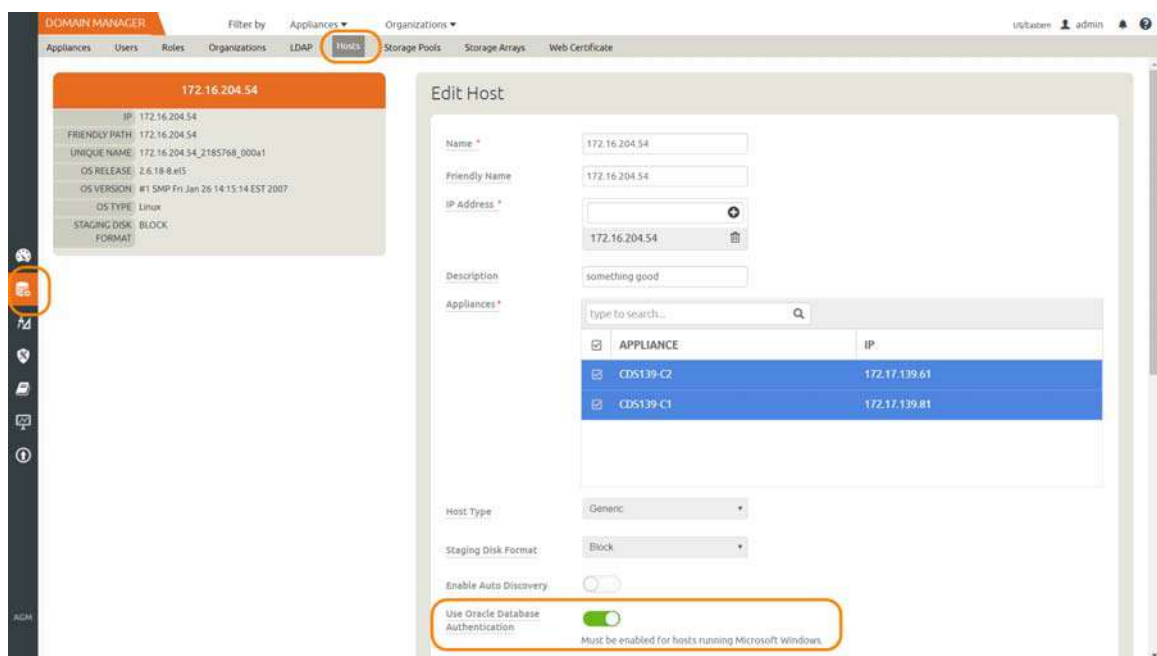 DOMAIN MANAGER Filter by Appliances ▾ Organizations ▾ US/Eastern admin
Appliances Users Roles Organizations LDAP Hosts Storage Pools Storage Arrays Web Certificate
172.16.204.54
IP 172.16.204.54
FRIENDLY PATH 172.16.204.54
UNIQUE NAME 172.16.204.54_2185768_000a1
OS RELEASE 2.6.18-8.el5
OS VERSION #1 SMP Fri Jan 26 14:15:14 EST 2007
OS TYPE Linux
STAGING DISK FORMAT BLOCK
Edit Host
Name * 172.16.204.54
Friendly Name 172.16.204.54
IP Address *
172.16.204.54
Description something good
Appliances * type to search...
APPLIANCE IP
CDS139-C2 172.17.139.61
CDS139-C1 172.17.139.81
Host Type Generic
Staging Disk Format Block
Enable Auto Discovery
Use Oracle Database
Authentication
Must be enabled for hosts running Microsoft Windows.
AGM